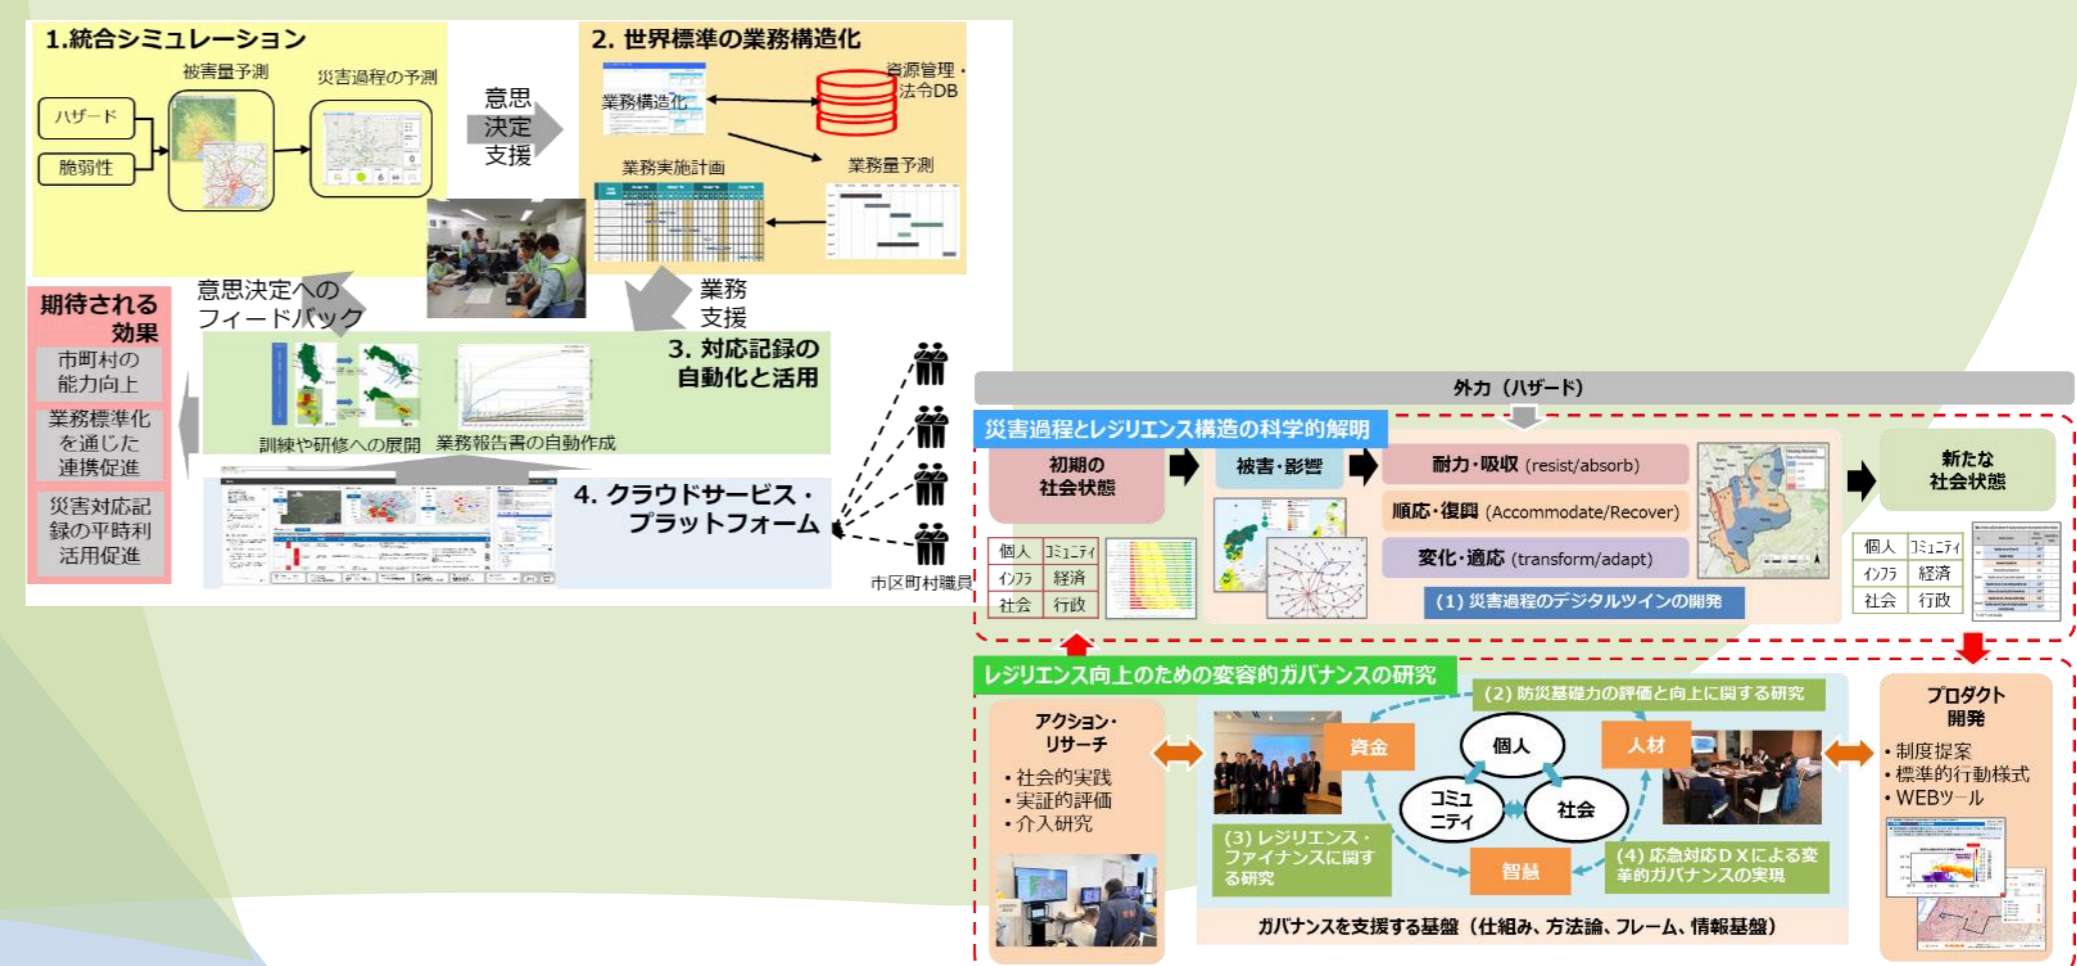 1.統合シミュレーション
被害量予測
災害過程の予測
ハザード
脆弱性
意思
決定
支援
2. 世界標準の業務構造化
業務構造化
資源管理・
法令DB
業務実施計画
業務量予測
意思決定への
フィードバック
業務
支援
期待される
効果
市町村の
能力向上
業務標準化
を通じた
連携促進
災害対応記
録の平時利
活用促進
3. 対応記録の
自動化と活用
訓練や研修への展開
業務報告書の自動作成
4. クラウドサービス・
プラットフォーム
市区町村職員
外力（ハザード）
災害過程とレジリエンス構造の科学的解明
初期の
社会状態
被害・影響
耐力・吸収 (resist/absorb)
順応・復興 (Accommodate/Recover)
変化・適応 (transform/adapt)
(1) 災害過程のデジタルツインの開発
新たな
社会状態
個人 コミュニティ
インフラ 経済
社会 行政
個人 コミュニティ
インフラ 経済
社会 行政
レジリエンス向上のための変容的ガバナンスの研究
アクション・
リサーチ
• 社会的実践
• 実証的評価
• 介入研究
(2) 防災基礎力の評価と向上に関する研究
資金
個人
人材
コミュ
ニティ
社会
智慧
(3) レジリエンス・
ファイナンスに関す
る研究
(4) 応急対応ＤＸによる変
革的ガバナンスの実現
ガバナンスを支援する基盤（仕組み、方法論、フレーム、情報基盤）
プロダクト
開発
• 制度提案
• 標準的行動様式
• WEBツール